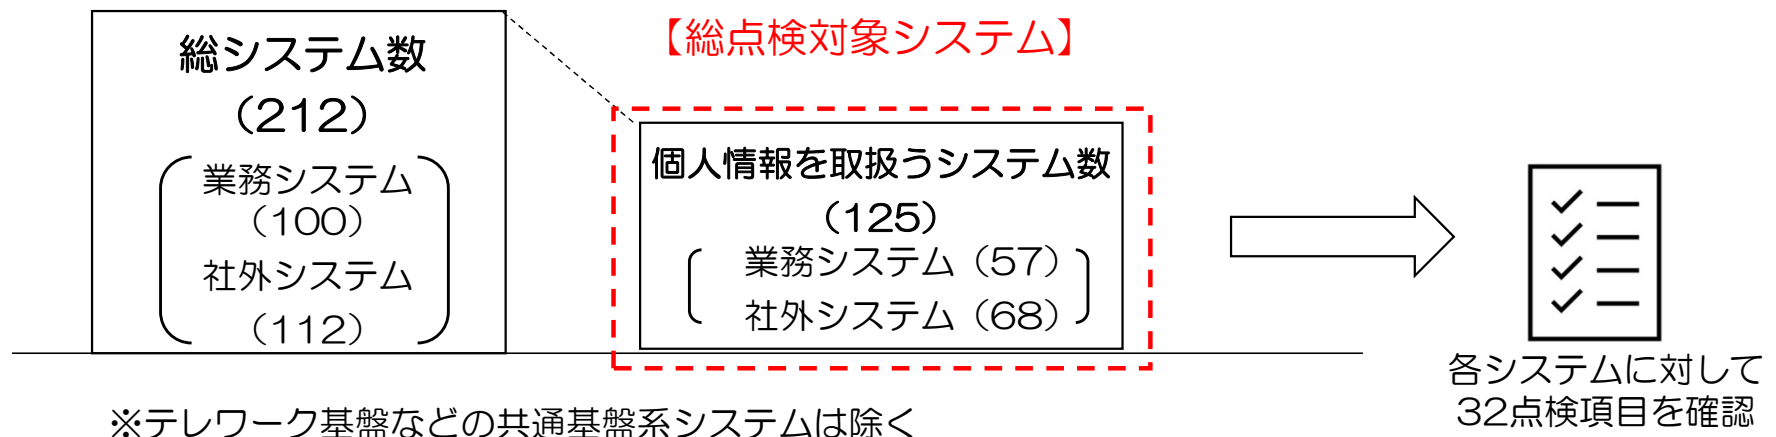 総システム数
（212）
業務システム
（100）
社外システム
（112）
【総点検対象システム】
個人情報を取扱うシステム数
（125）
業務システム（57）
社外システム（68）
各システムに対して
32点検項目を確認
※テレワーク基盤などの共通基盤系システムは除く